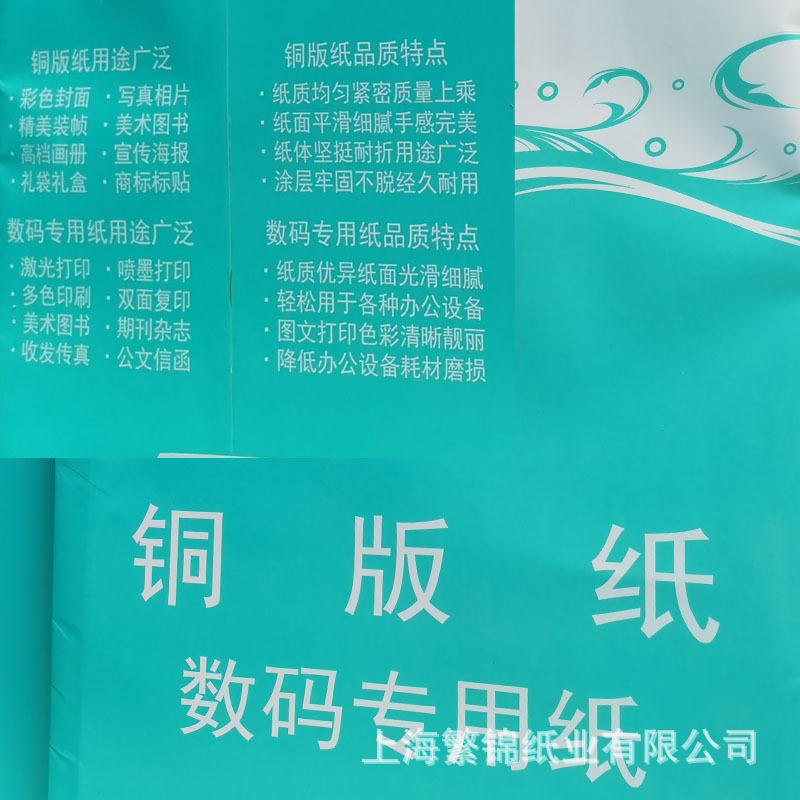 铜版纸用途广泛
·彩色封面 ·写真相片
·精美装帧 ·美术图书
·高档画册 ·宣传海报
·礼袋礼盒 ·商标标贴
数码专用纸用途广泛
·激光打印 ·喷墨打印
·多色印刷 ·双面复印
·美术图书 ·期刊杂志
·收发传真 ·公文信函
铜版纸品质特点
·纸质均匀紧密质量上乘
·纸面平滑细腻手感完美
·纸体坚挺耐折用途广泛
·涂层牢固不脱经久耐用
数码专用纸品质特点
·纸质优异纸面光滑细腻
·轻松用于各种办公设备
·图文打印色彩清晰靓丽
·降低办公设备耗材磨损
铜版纸
数码专用纸
上海繁锦纸业有限公司